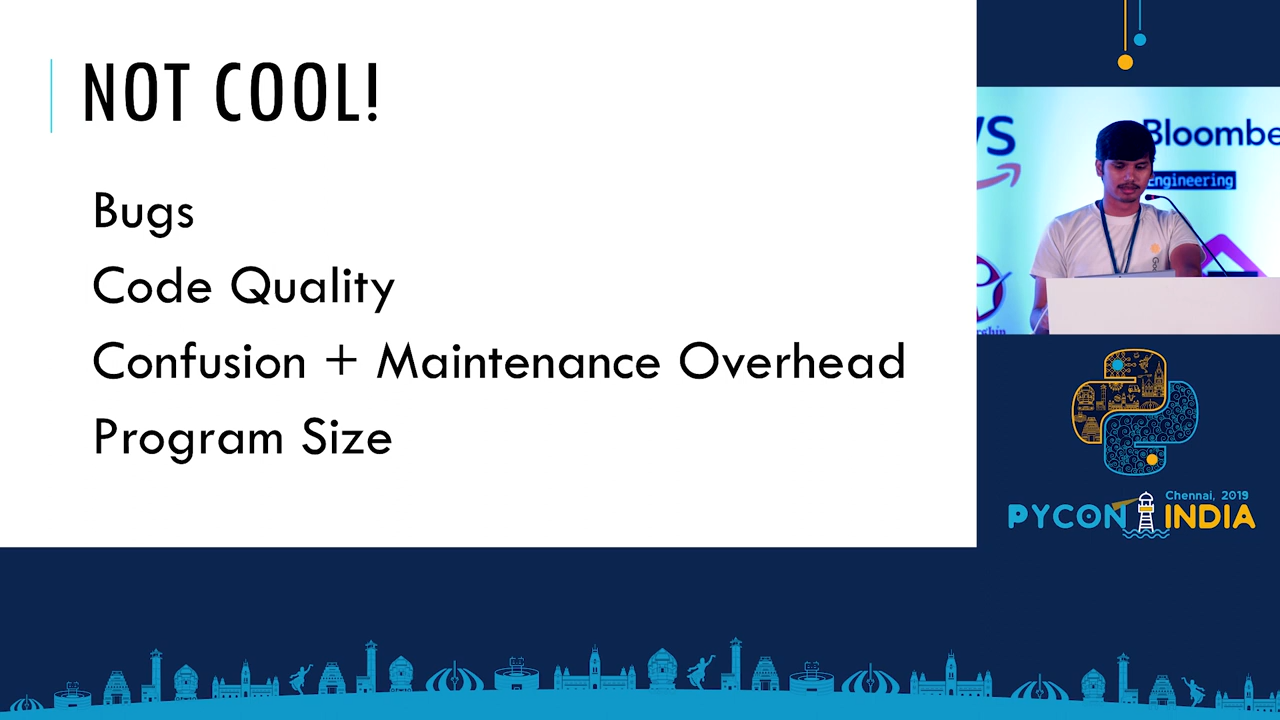 NOT COOL!
Bugs
Code Quality
Confusion + Maintenance Overhead
Program Size
Bloombe
Engineering
Chennai, 2019
PYCON INDIA